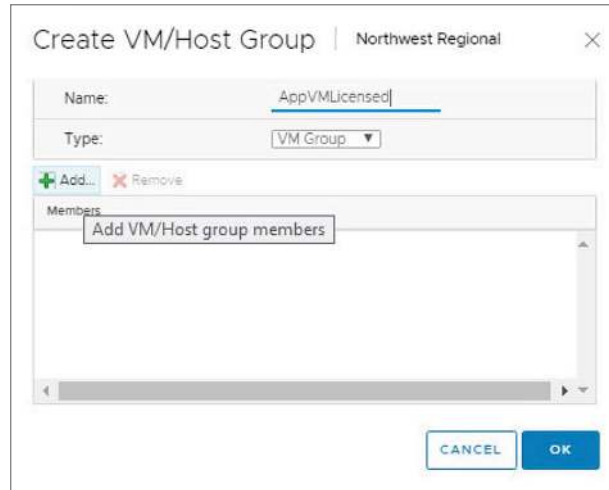 Create VM/Host Group | Northwest Regional
Name: AppVMLicensed
Type: VM Group
Add... Remove
Members
Add VM/Host group members
CANCEL OK